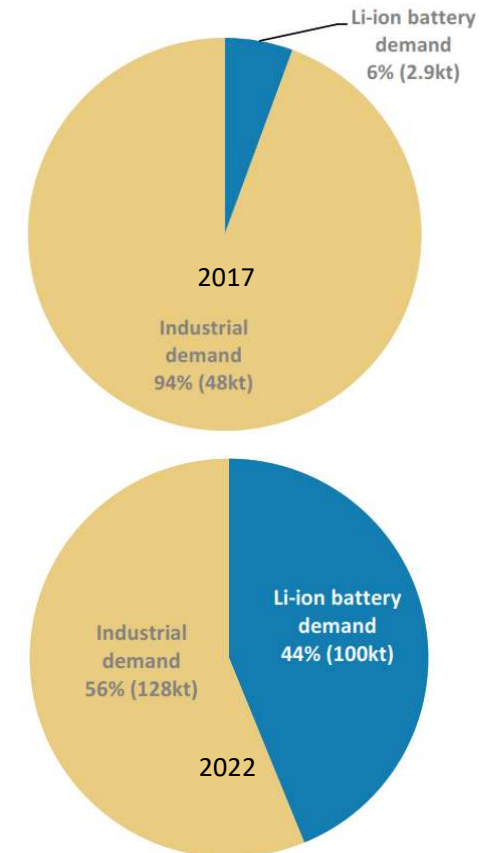 Li-ion battery
demand
6% (2.9kt)
2017
Industrial
demand
94% (48kt)
Li-ion battery
demand
44% (100kt)
Industrial
demand
56% (128kt)
2022